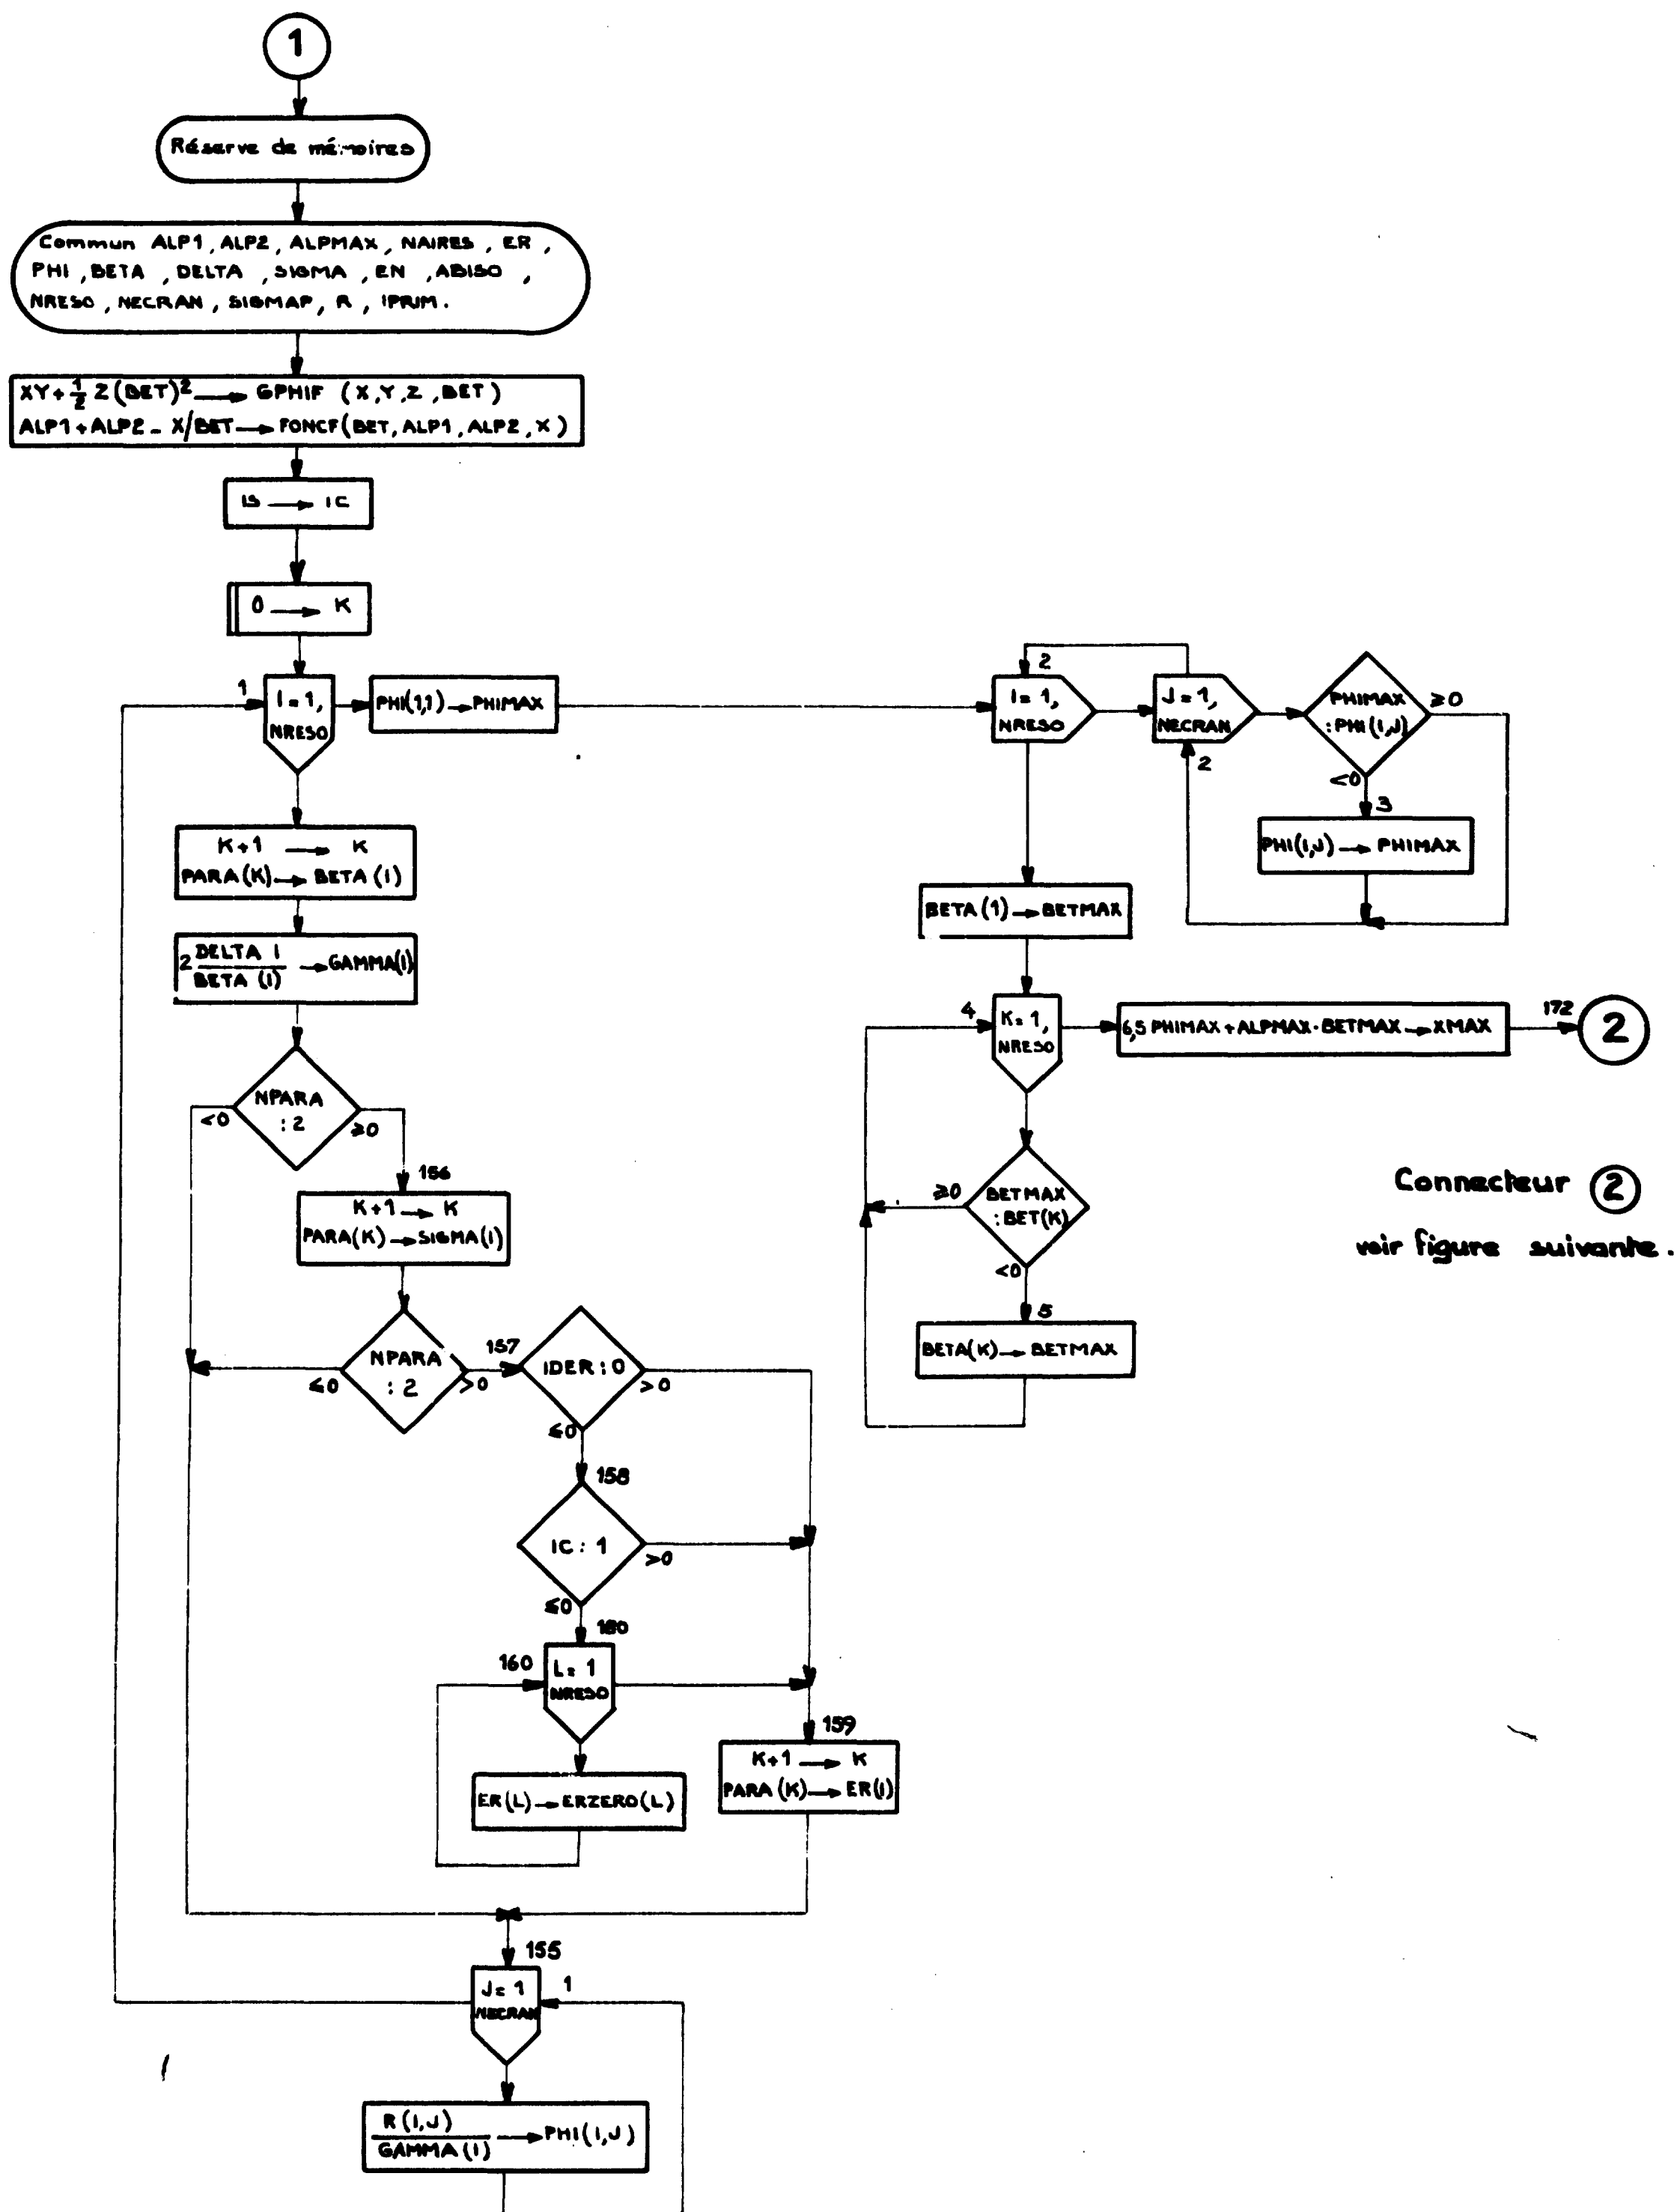 1
Réserve de mémoires
Commun ALP1, ALP2, ALPMAX, NAIRES, ER,
PHI, BETA, DELTA, SIGMA, EN, ABISO,
NRESO, NECRAN, SIGMAP, R, IPRIM.
XY + 1/2 Z(BET)² → GPHIF (X,Y,Z,BET)
ALP1 + ALP2 - X/BET → FONCF(BET, ALP1, ALP2, X)
IS → IC
0 → K
1
I = 1,
NRESO
PHI(1,1) → PHIMAX
K+1 → K
PARA(K) → BETA (I)
2 DELTA I / BETA (I) → GAMMA(I)
NPARA
: 2
<0
≥0
156
K+1 → K
PARA(K) → SIGMA(I)
NPARA
: 2
≤0
>0
157
IDER : 0
>0
≤0
158
IC : 1
>0
≤0
180
160
L = 1
NRESO
ER(L) → ERZERO(L)
159
K+1 → K
PARA (K) → ER(I)
155
J = 1
NECRAN
1
R(I,J) / GAMMA(I) → PHI(I,J)
2
I = 1,
NRESO
J = 1,
NECRAN
2
PHIMAX
: PHI(I,J)
≥0
<0
3
PHI(I,J) → PHIMAX
BETA (1) → BETMAX
4
K = 1,
NRESO
6,5 PHIMAX + ALPMAX · BETMAX → XMAX
172
2
BETMAX
: BET(K)
≥0
<0
5
BETA(K) → BETMAX
Connecteur 2
voir figure suivante.